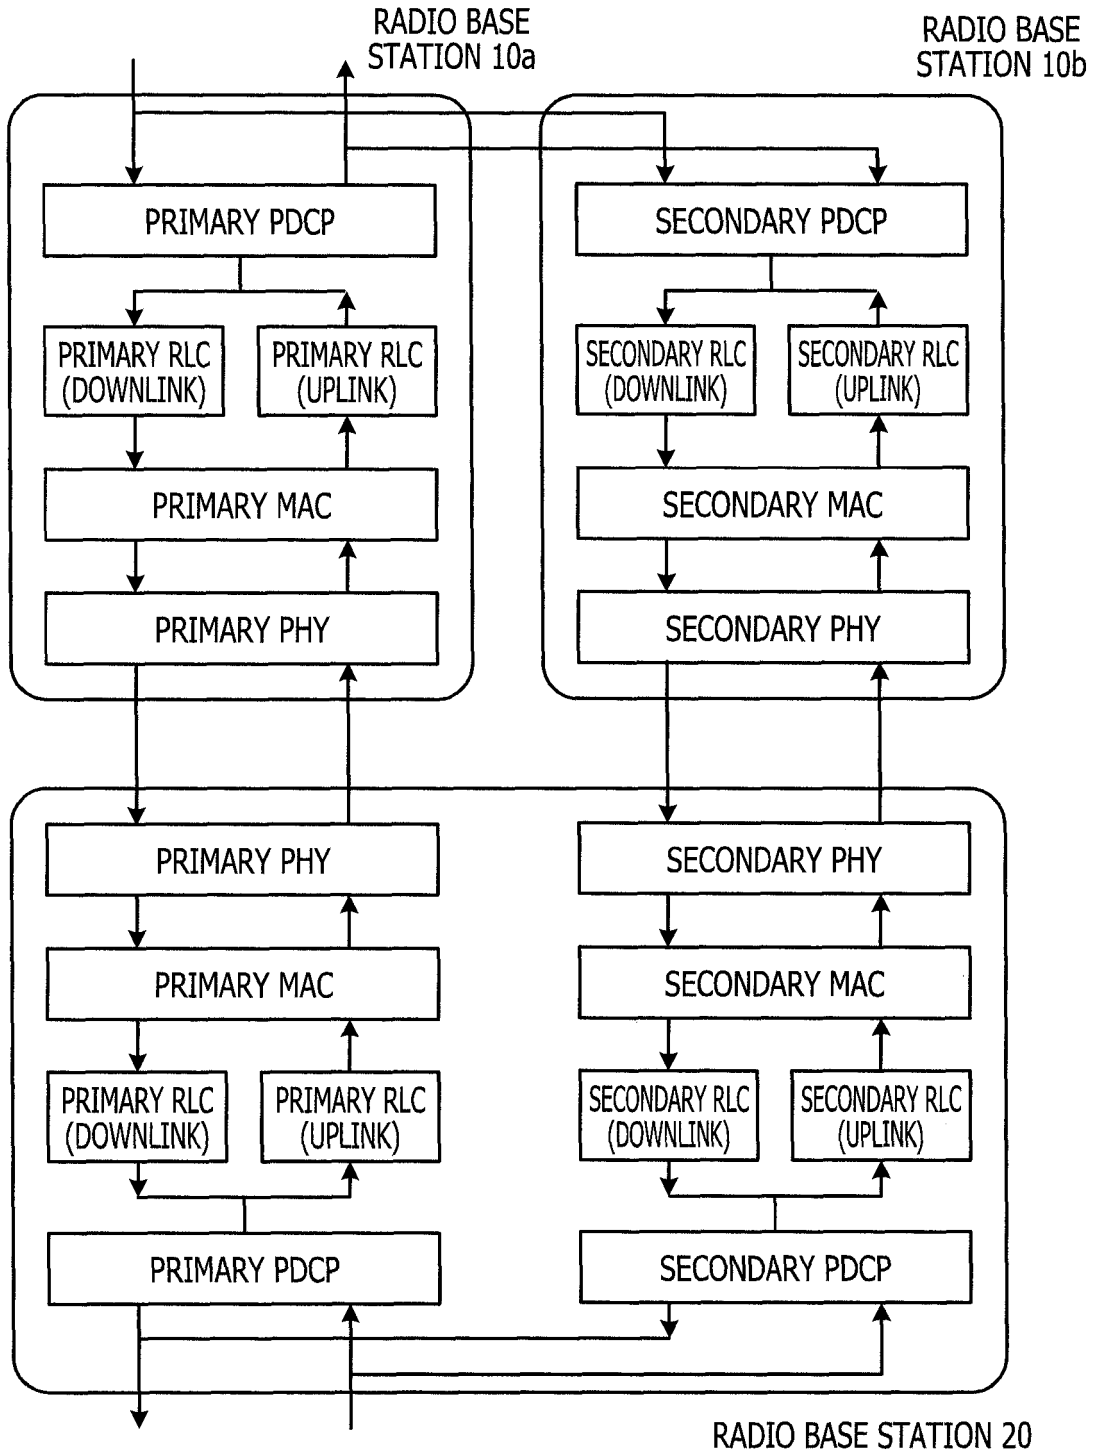 RADIO BASE
STATION 10a
RADIO BASE
STATION 10b
PRIMARY PDCP
SECONDARY PDCP
PRIMARY RLC
(DOWNLINK)
PRIMARY RLC
(UPLINK)
SECONDARY RLC
(DOWNLINK)
SECONDARY RLC
(UPLINK)
PRIMARY MAC
SECONDARY MAC
PRIMARY PHY
SECONDARY PHY
PRIMARY PHY
SECONDARY PHY
PRIMARY MAC
SECONDARY MAC
PRIMARY RLC
(DOWNLINK)
PRIMARY RLC
(UPLINK)
SECONDARY RLC
(DOWNLINK)
SECONDARY RLC
(UPLINK)
PRIMARY PDCP
SECONDARY PDCP
RADIO BASE STATION 20